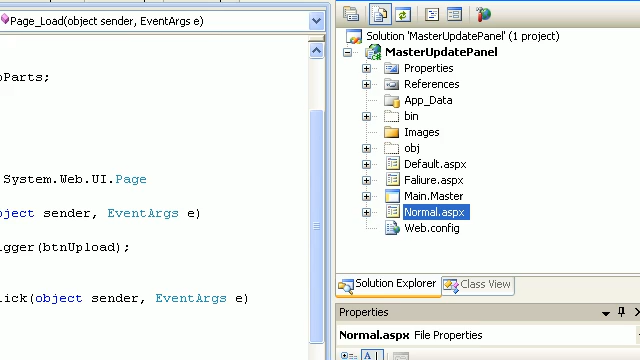 Page_Load(object sender, EventArgs e)
oParts;
System.Web.UI.Page
object sender, EventArgs e)
igger(btnUpload);
lick(object sender, EventArgs e)
Solution 'MasterUpdatePanel' (1 project)
MasterUpdatePanel
Properties
References
App_Data
bin
Images
obj
Default.aspx
Faliure.aspx
Main.Master
Normal.aspx
Web.config
Solution Explorer
Class View
Properties
Normal.aspx File Properties